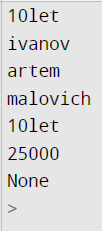 10let
ivanov
artem
malovich
10let
25000
None
>